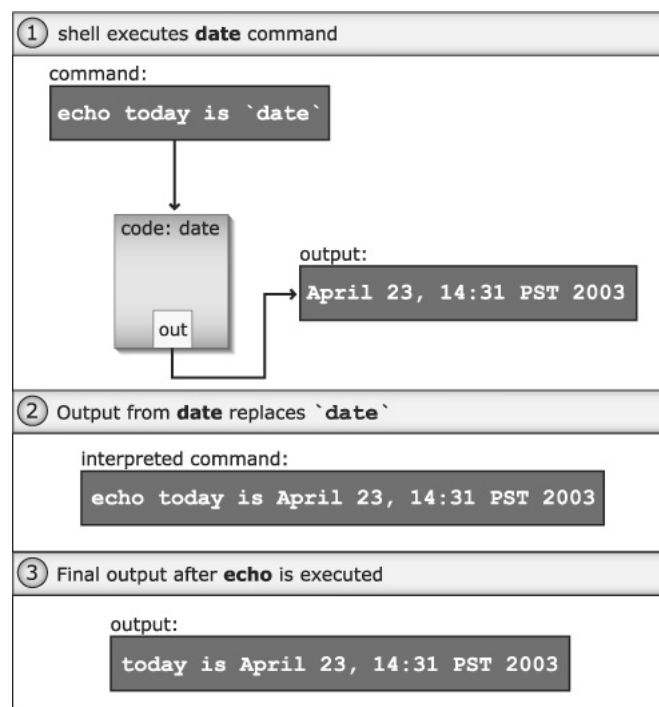 1 shell executes date command
command:
echo today is `date`
code: date
out
output:
April 23, 14:31 PST 2003
2 Output from date replaces `date`
interpreted command:
echo today is April 23, 14:31 PST 2003
3 Final output after echo is executed
output:
today is April 23, 14:31 PST 2003